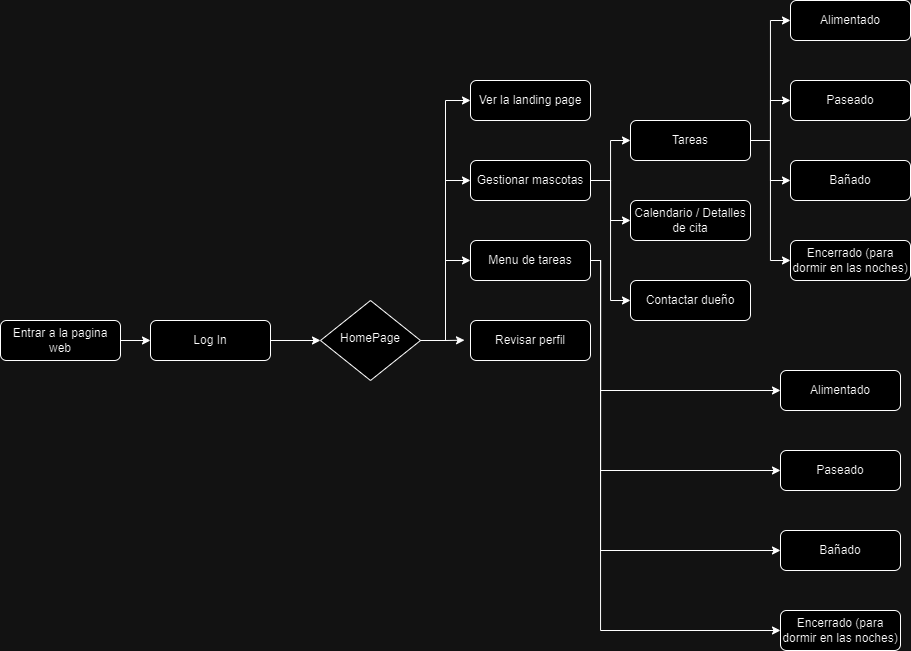 Entrar a la pagina
web
Log In
HomePage
Ver la landing page
Gestionar mascotas
Menu de tareas
Revisar perfil
Tareas
Calendario / Detalles
de cita
Contactar dueño
Alimentado
Paseado
Bañado
Encerrado (para
dormir en las noches)
Alimentado
Paseado
Bañado
Encerrado (para
dormir en las noches)